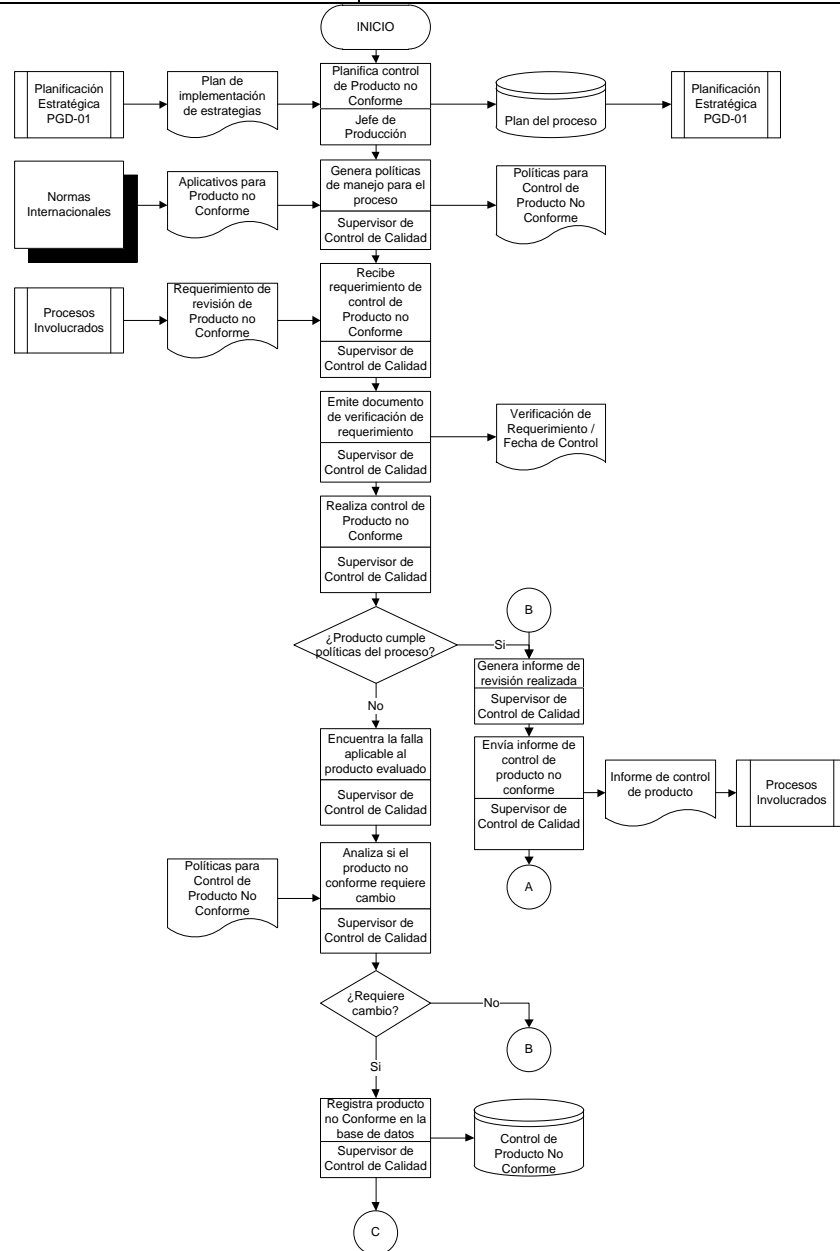 INICIO
Planificación
Estratégica
PGD-01
Plan de
implementación
de estrategias
Planifica control
de Producto no
Conforme
Jefe de
Producción
Plan del proceso
Planificación
Estratégica
PGD-01
Normas
Internacionales
Aplicativos para
Producto no
Conforme
Genera políticas
de manejo para el
proceso
Supervisor de
Control de Calidad
Políticas para
Control de
Producto No
Conforme
Procesos
Involucrados
Requerimiento de
revisión de
Producto no
Conforme
Recibe
requerimiento de
control de
Producto no
Conforme
Supervisor de
Control de Calidad
Emite documento
de verificación de
requerimiento
Supervisor de
Control de Calidad
Verificación de
Requerimiento /
Fecha de Control
Realiza control de
Producto no
Conforme
Supervisor de
Control de Calidad
¿Producto cumple
políticas del proceso?
Si
B
Genera informe de
revisión realizada
Supervisor de
Control de Calidad
No
Encuentra la falla
aplicable al
producto evaluado
Supervisor de
Control de Calidad
Envía informe de
control de
producto no
conforme
Supervisor de
Control de Calidad
Informe de control
de producto
Procesos
Involucrados
A
Políticas para
Control de
Producto No
Conforme
Analiza si el
producto no
conforme requiere
cambio
Supervisor de
Control de Calidad
¿Requiere
cambio?
No
B
Si
Registra producto
no Conforme en la
base de datos
Supervisor de
Control de Calidad
Control de
Producto No
Conforme
C